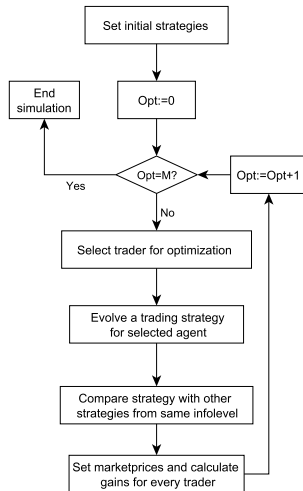 Set initial strategies
End
simulation
Opt:=0
Opt=M?
Opt:=Opt+1
Yes
No
Select trader for optimization
Evolve a trading strategy
for selected agent
Compare strategy with other
strategies from same infolevel
Set marketprices and calculate
gains for every trader